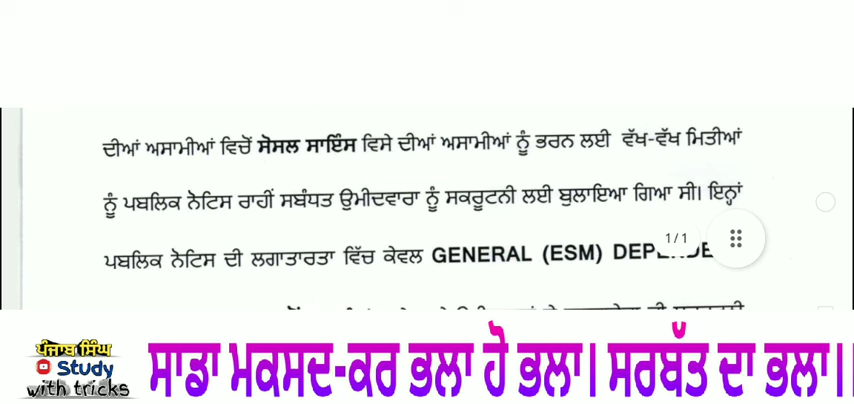 ਦੀਆਂ ਅਸਾਮੀਆਂ ਵਿਚੋਂ ਸੋਸਲ ਸਾਇੰਸ ਵਿਸੇ ਦੀਆਂ ਅਸਾਮੀਆਂ ਨੂੰ ਭਰਨ ਲਈ ਵੱਖ-ਵੱਖ ਮਿਤੀਆਂ
ਨੂੰ ਪਬਲਿਕ ਨੋਟਿਸ ਰਾਹੀਂ ਸਬੰਧਤ ਉਮੀਦਵਾਰਾ ਨੂੰ ਸਕਰੂਟਨੀ ਲਈ ਬੁਲਾਇਆ ਗਿਆ ਸੀ। ਇਨ੍ਹਾਂ
1/1
ਪਬਲਿਕ ਨੋਟਿਸ ਦੀ ਲਗਾਤਾਰਤਾ ਵਿੱਚ ਕੇਵਲ GENERAL (ESM)
ਪੰਜਾਬ ਸਿੰਘ
Study
with tricks
ਸਾਡਾ ਮਕਸਦ-ਕਰ ਭਲਾ ਹੋ ਭਲਾ। ਸਰਬੱਤ ਦਾ ਭਲਾ।